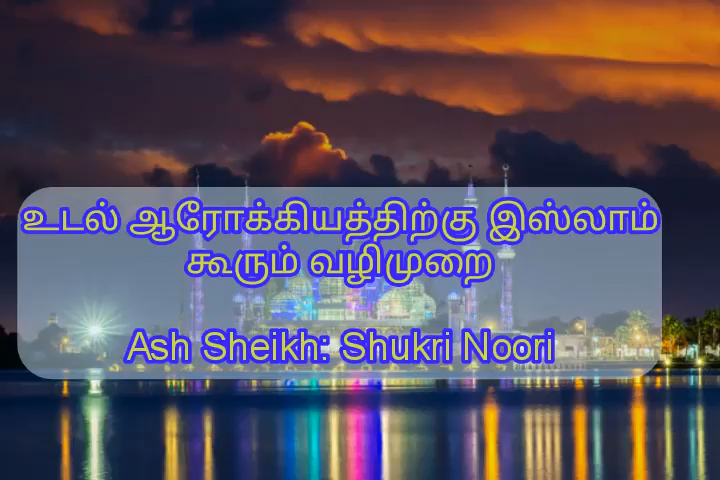 உடல் ஆரோக்கியத்திற்கு இஸ்லாம்
கூரும் வழிமுறை
Ash Sheikh: Shukri Noori